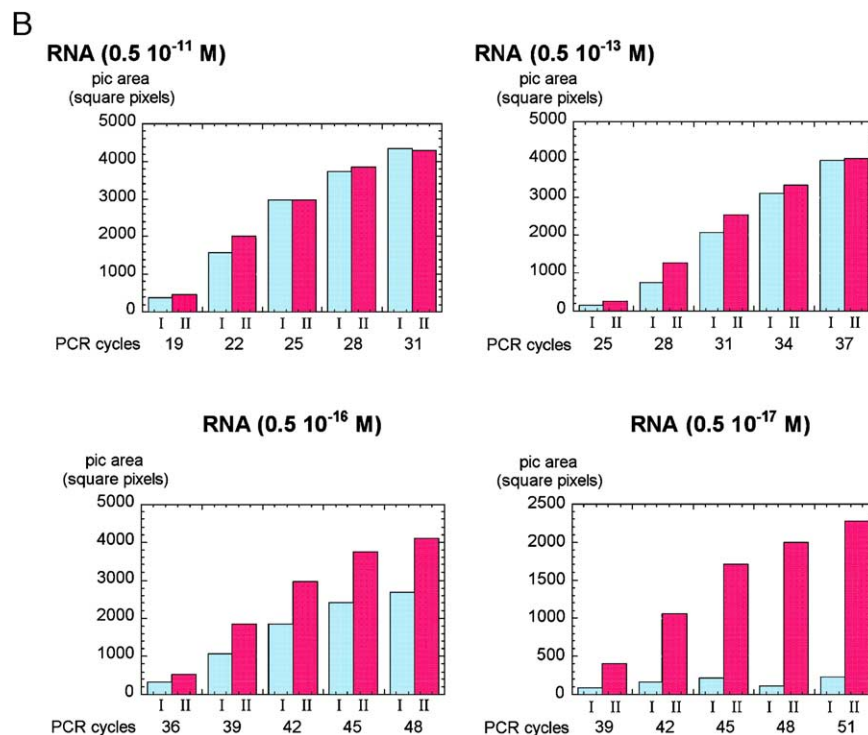 B
RNA (0.5 10⁻¹¹ M)
pic area
(square pixels)
5000
4000
3000
2000
1000
0
I II I II I II I II I II
PCR cycles 19 22 25 28 31
RNA (0.5 10⁻¹³ M)
pic area
(square pixels)
5000
4000
3000
2000
1000
0
I II I II I II I II I II
PCR cycles 25 28 31 34 37
RNA (0.5 10⁻¹⁶ M)
pic area
(square pixels)
5000
4000
3000
2000
1000
0
I II I II I II I II I II
PCR cycles 36 39 42 45 48
RNA (0.5 10⁻¹⁷ M)
pic area
(square pixels)
2500
2000
1500
1000
500
0
I II I II I II I II I II
PCR cycles 39 42 45 48 51